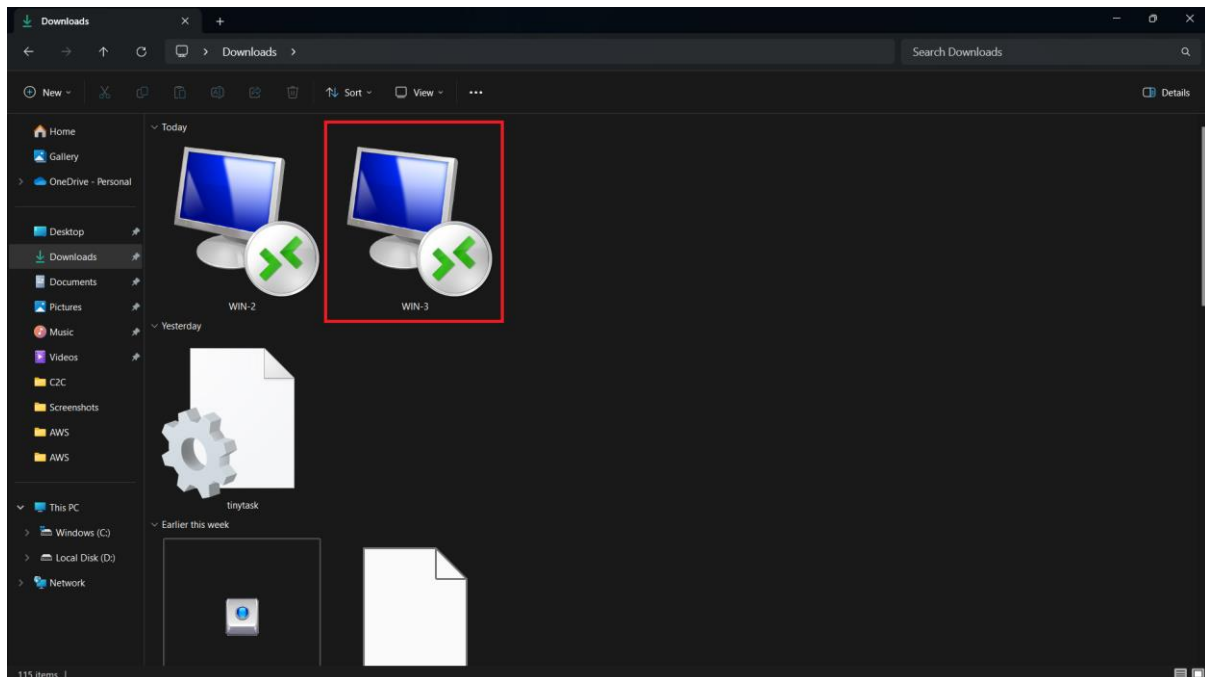 Downloads
Downloads
Search Downloads
New
Sort
View
Details
Home
Gallery
OneDrive - Personal
Desktop
Downloads
Documents
Pictures
Music
Videos
C2C
Screenshots
AWS
AWS
This PC
Windows (C:)
Local Disk (D:)
Network
Today
WIN-2
WIN-3
Yesterday
tinytask
Earlier this week
115 items